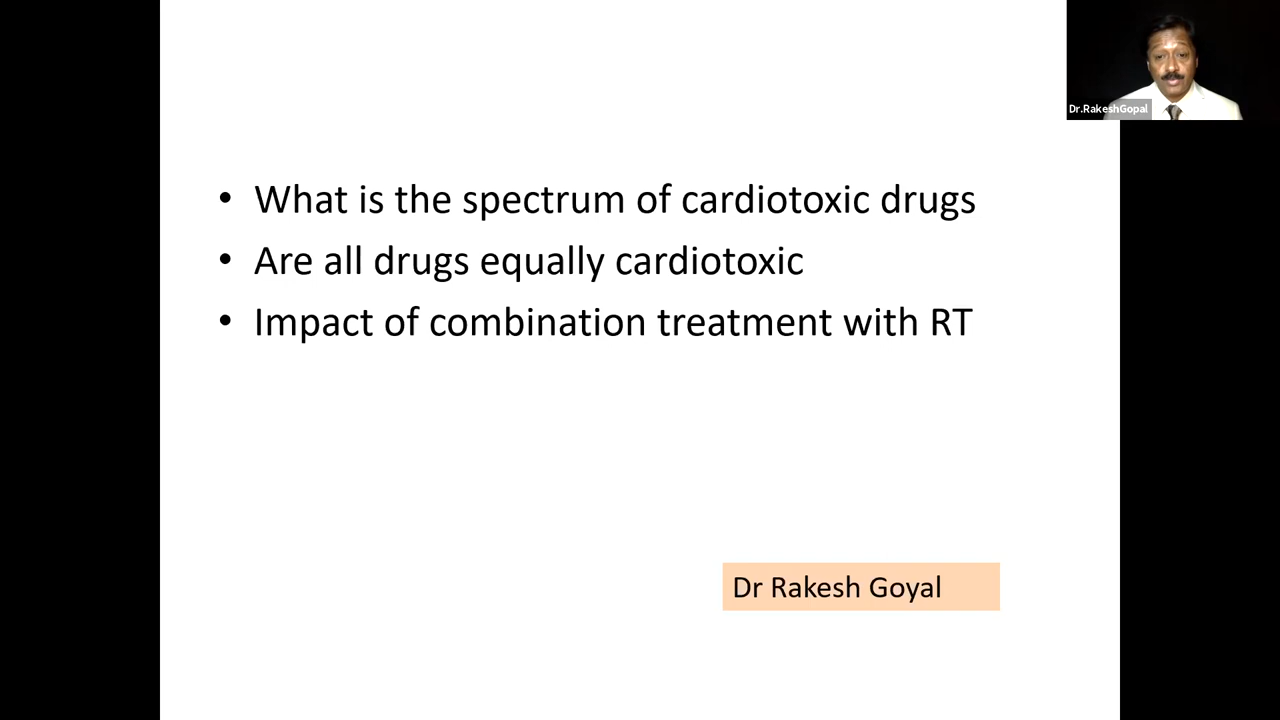 Dr.RakeshGopal
• What is the spectrum of cardiotoxic drugs
• Are all drugs equally cardiotoxic
• Impact of combination treatment with RT
Dr Rakesh Goyal